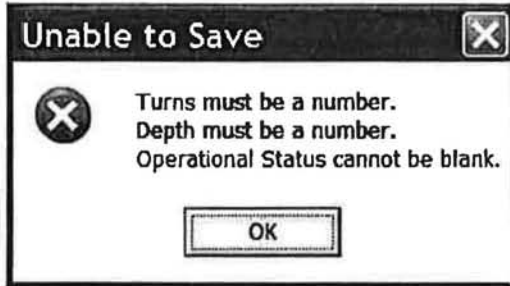 Unable to Save
Turns must be a number.
Depth must be a number.
Operational Status cannot be blank.
OK